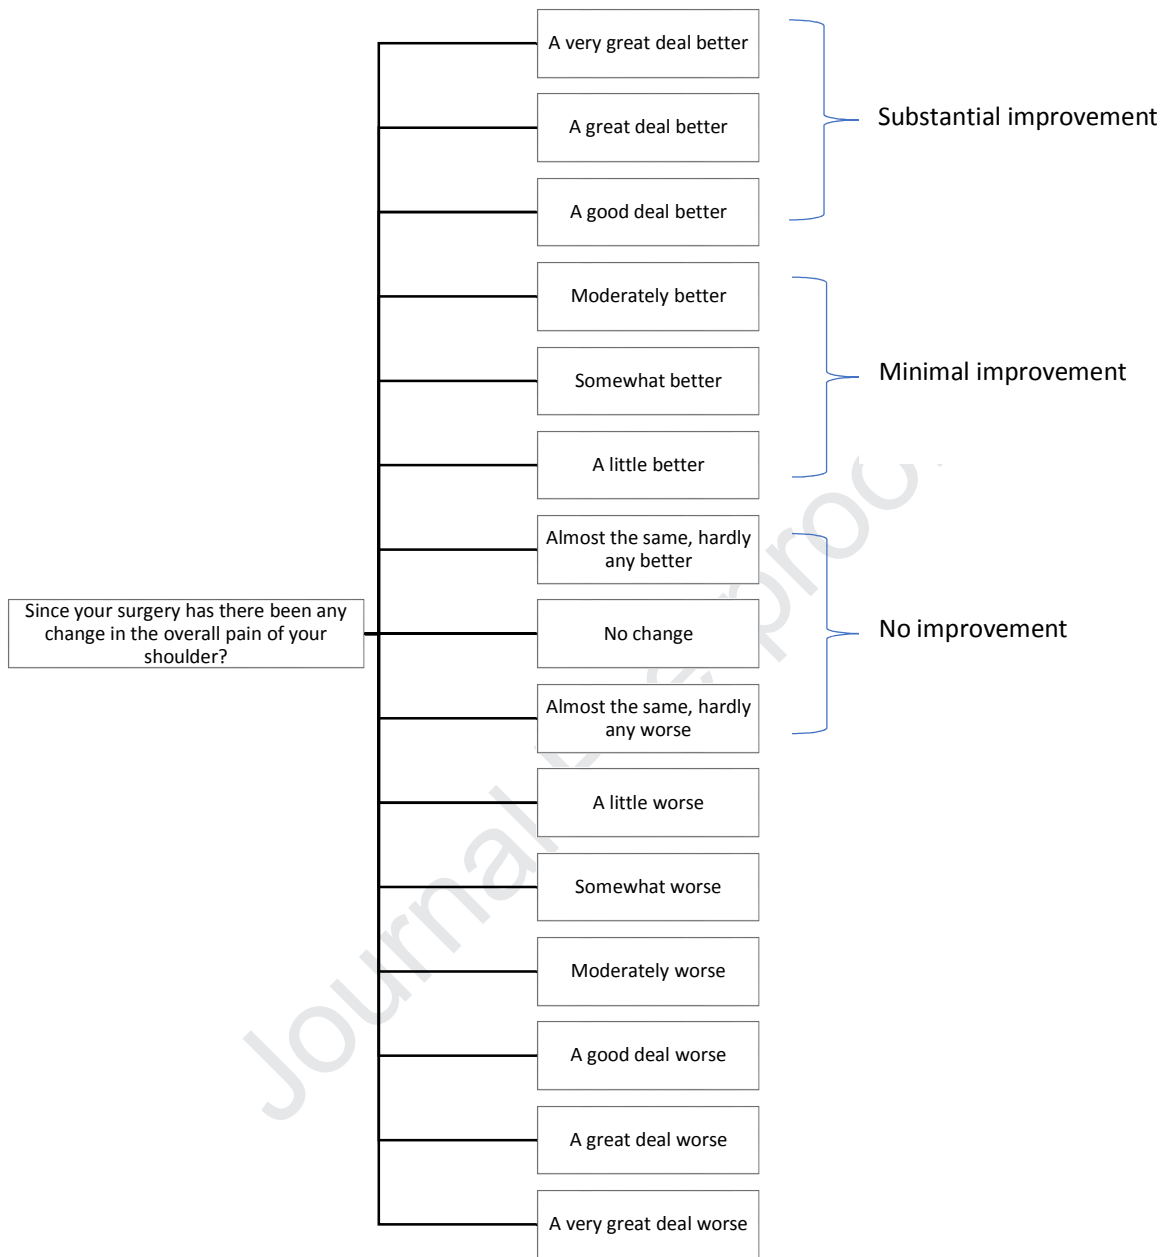 A very great deal better
A great deal better
Substantial improvement
A good deal better
Moderately better
Somewhat better
Minimal improvement
A little better
Almost the same, hardly
any better
Since your surgery has there been any
change in the overall pain of your
shoulder?
No change
No improvement
Almost the same, hardly
any worse
A little worse
Somewhat worse
Moderately worse
A good deal worse
A great deal worse
A very great deal worse
Journal